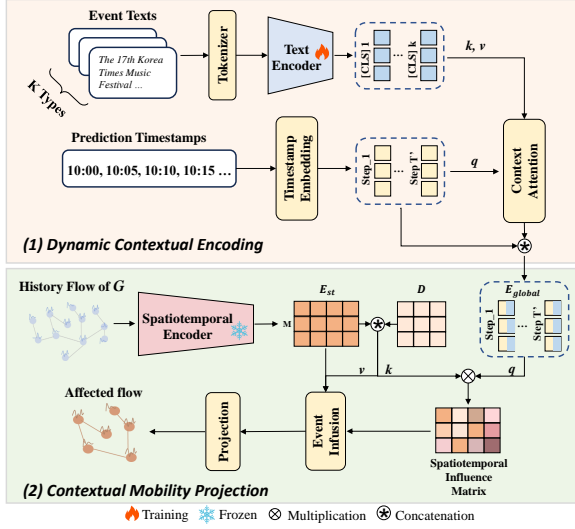 Event Texts
The 17th Korea
Times Music
Festival ...
K Types
Tokenizer
Text
Encoder
[CLS] 1
...
[CLS] k
k, v
Prediction Timestamps
10:00, 10:05, 10:10, 10:15 ...
Timestamp
Embedding
Step_1
...
Step T'
q
Context
Attention
(1) Dynamic Contextual Encoding
History Flow of G
Spatiotemporal
Encoder
M
E_st
D
E_global
Step_1
...
Step T'
v
k
q
Affected flow
Projection
Event
Infusion
Spatiotemporal
Influence
Matrix
(2) Contextual Mobility Projection
Training
Frozen
Multiplication
Concatenation